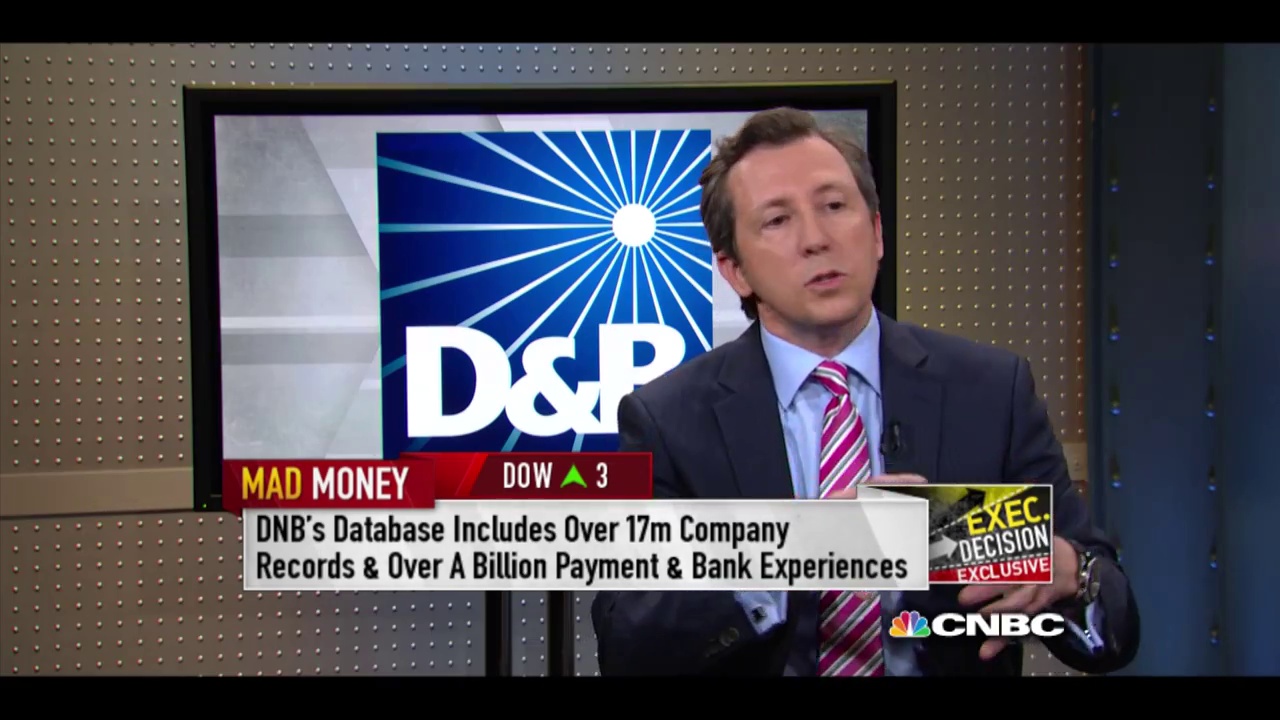 D&B
MAD MONEY
DOW 3
DNB's Database Includes Over 17m Company
Records & Over A Billion Payment & Bank Experiences
EXEC.
DECISION
EXCLUSIVE
CNBC